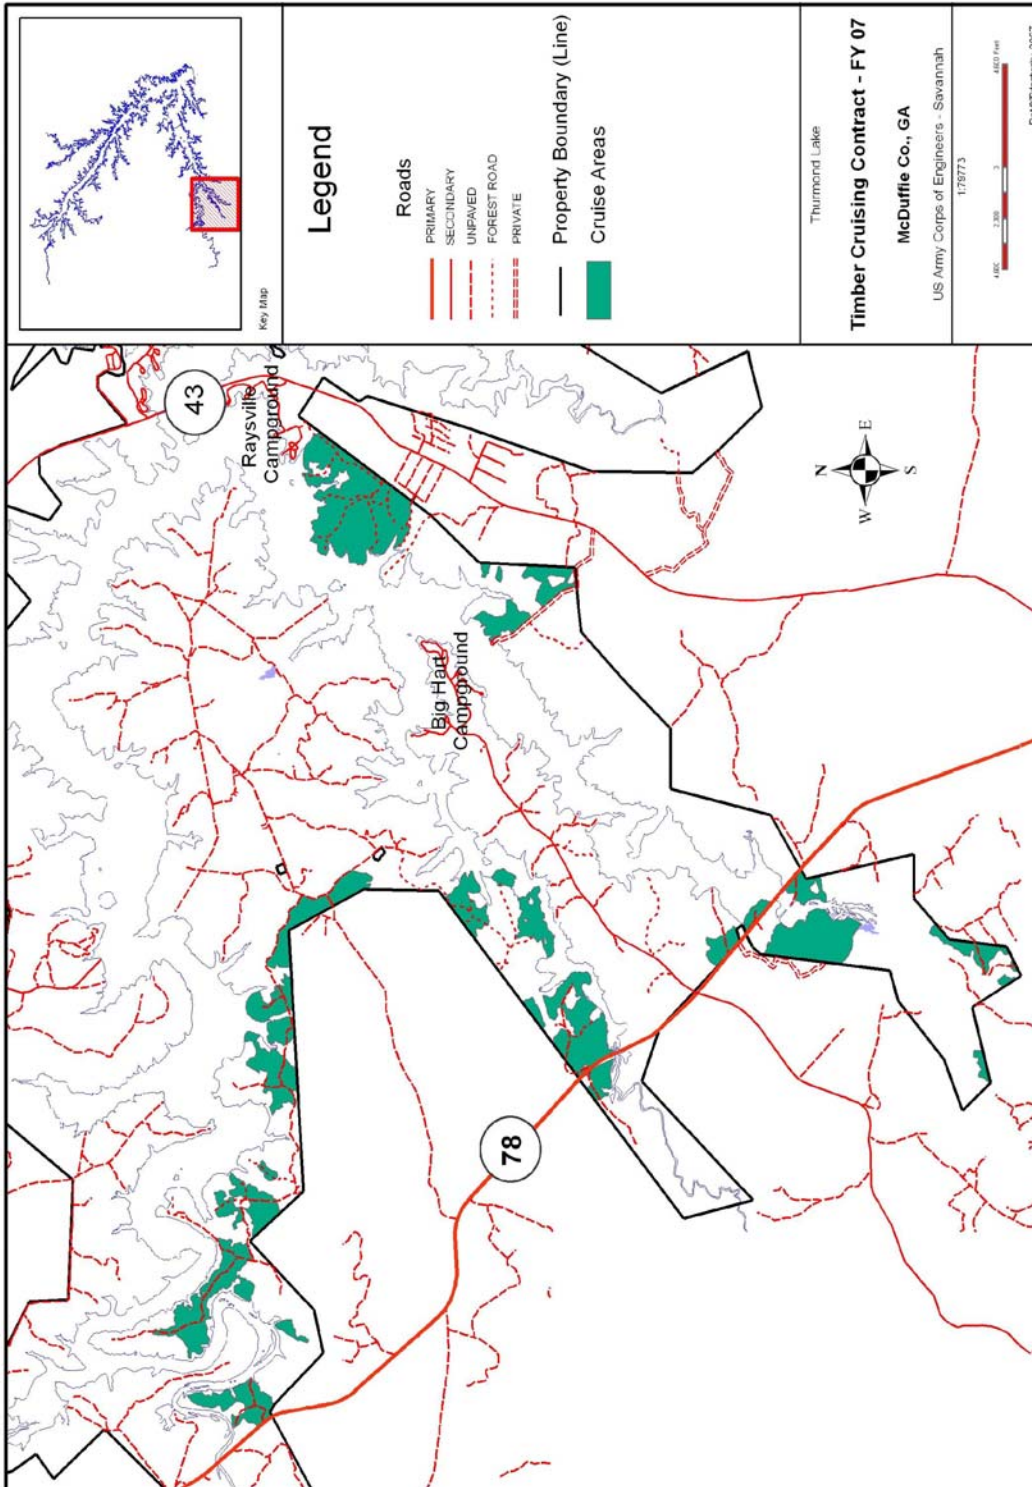 Key Map
Legend
Roads
PRIMARY
SECONDARY
UNPAVED
FOREST ROAD
PRIVATE
Property Boundary (Line)
Cruise Areas
Thurmond Lake
Timber Cruising Contract - FY 07
McDuffie Co., GA
US Army Corps of Engineers - Savannah
1:79773
43
Raysville
Campground
Big Hart
Campground
78
N
W E
S